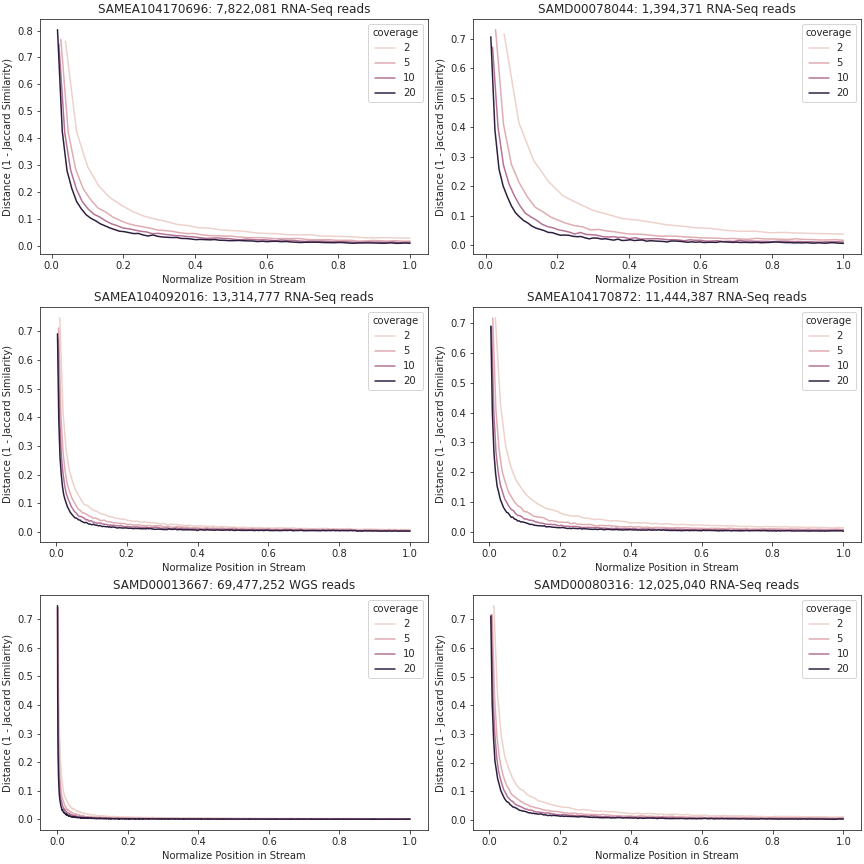 SAMEA104170696: 7,822,081 RNA-Seq reads
Distance (1 - Jaccard Similarity)
0.8
0.7
0.6
0.5
0.4
0.3
0.2
0.1
0.0
coverage
2
5
10
20
0.0 0.2 0.4 0.6 0.8 1.0
Normalize Position in Stream
SAMD00078044: 1,394,371 RNA-Seq reads
Distance (1 - Jaccard Similarity)
0.7
0.6
0.5
0.4
0.3
0.2
0.1
0.0
coverage
2
5
10
20
0.0 0.2 0.4 0.6 0.8 1.0
Normalize Position in Stream
SAMEA104092016: 13,314,777 RNA-Seq reads
Distance (1 - Jaccard Similarity)
0.7
0.6
0.5
0.4
0.3
0.2
0.1
0.0
coverage
2
5
10
20
0.0 0.2 0.4 0.6 0.8 1.0
Normalize Position in Stream
SAMEA104170872: 11,444,387 RNA-Seq reads
Distance (1 - Jaccard Similarity)
0.7
0.6
0.5
0.4
0.3
0.2
0.1
0.0
coverage
2
5
10
20
0.0 0.2 0.4 0.6 0.8 1.0
Normalize Position in Stream
SAMD00013667: 69,477,252 WGS reads
Distance (1 - Jaccard Similarity)
0.7
0.6
0.5
0.4
0.3
0.2
0.1
0.0
coverage
2
5
10
20
0.0 0.2 0.4 0.6 0.8 1.0
Normalize Position in Stream
SAMD00080316: 12,025,040 RNA-Seq reads
Distance (1 - Jaccard Similarity)
0.7
0.6
0.5
0.4
0.3
0.2
0.1
0.0
coverage
2
5
10
20
0.0 0.2 0.4 0.6 0.8 1.0
Normalize Position in Stream